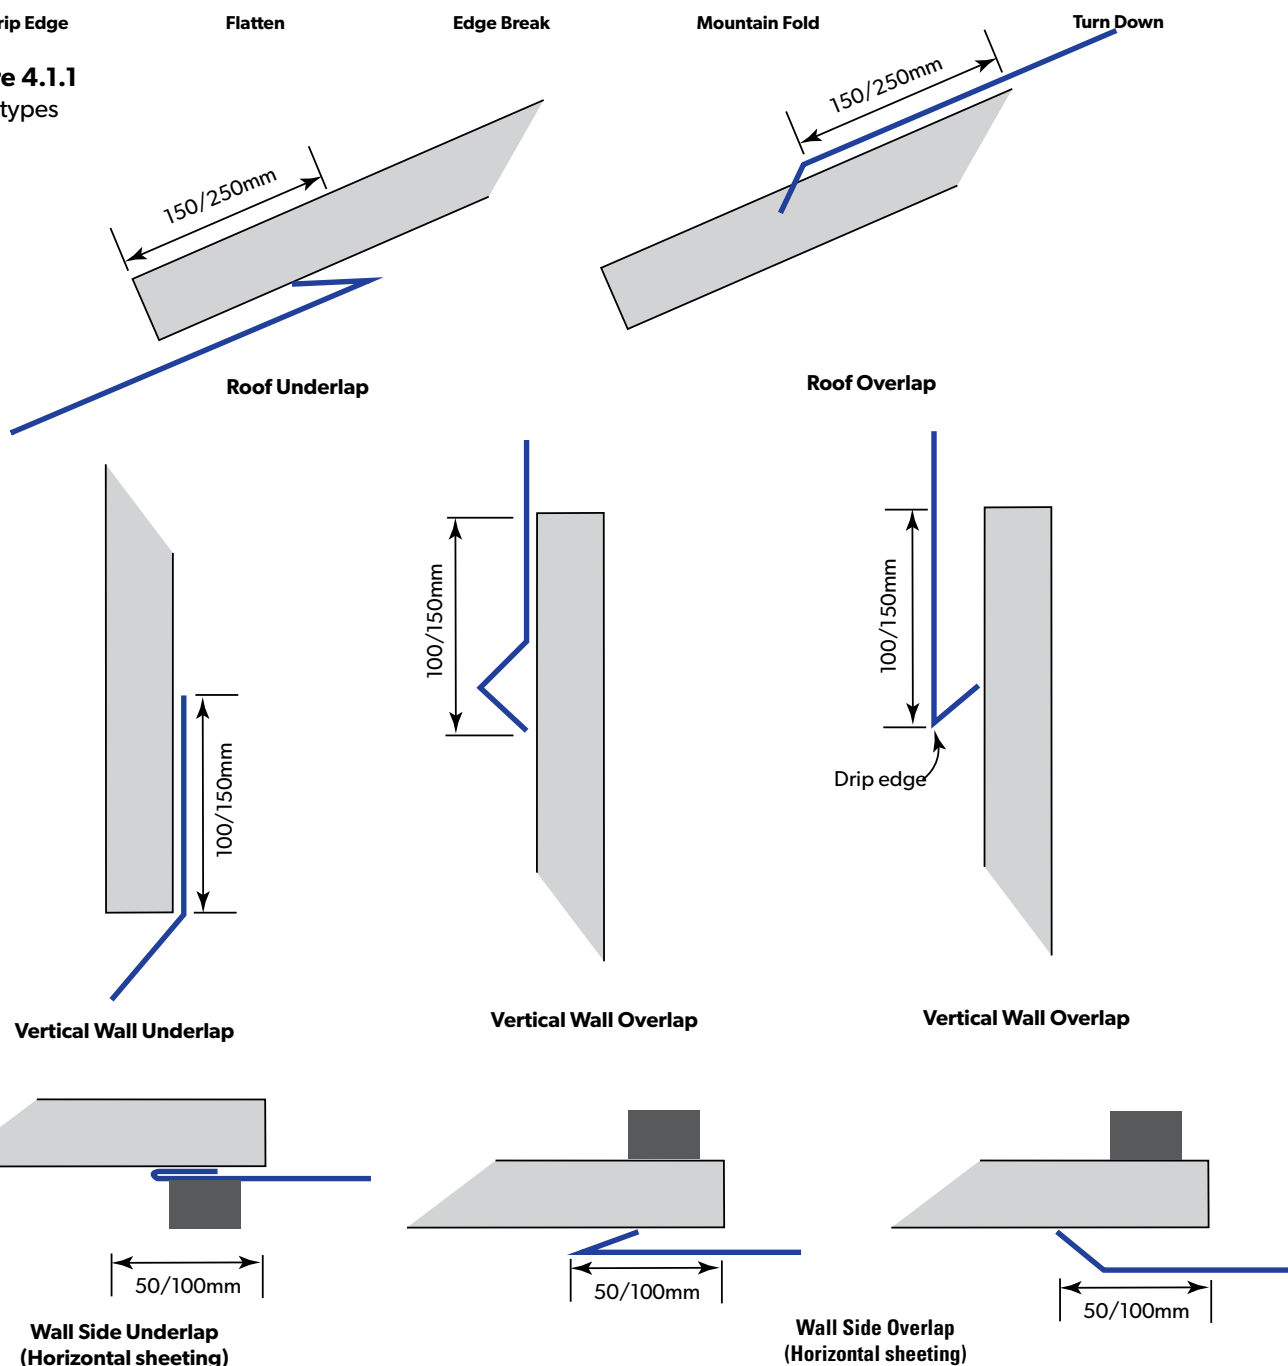 rip Edge
Flatten
Edge Break
Mountain Fold
Turn Down
e 4.1.1
types
150/250mm
150/250mm
Roof Underlap
Roof Overlap
100/150mm
100/150mm
100/150mm
Drip edge
Vertical Wall Underlap
Vertical Wall Overlap
Vertical Wall Overlap
50/100mm
50/100mm
50/100mm
Wall Side Underlap
(Horizontal sheeting)
Wall Side Overlap
(Horizontal sheeting)